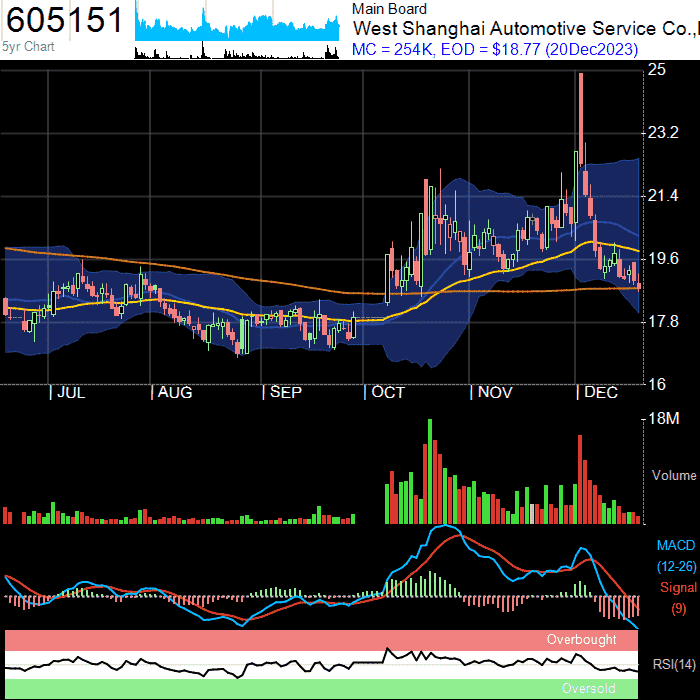 605151
5yr Chart
Main Board
West Shanghai Automotive Service Co.,
MC = 254K, EOD = $18.77 (20Dec2023)
25
23.2
21.4
19.6
17.8
16
JUL AUG SEP OCT NOV DEC
18M
Volume
MACD
(12-26)
Signal
(9)
Overbought
RSI(14)
Oversold